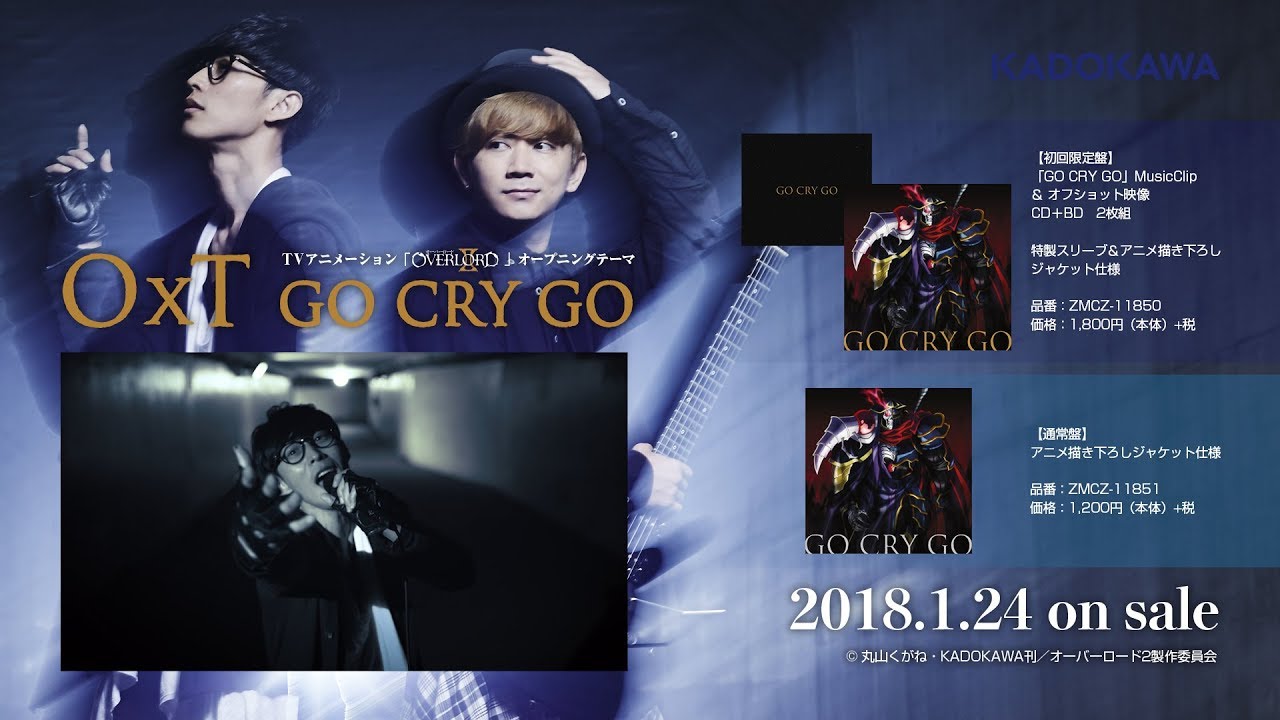 KADOKAWA
TVアニメーション「OVERLORD Ⅱ」オープニングテーマ
OxT GO CRY GO
GO CRY GO
GO CRY GO
【初回限定盤】
「GO CRY GO」MusicClip
& オフショット映像
CD+BD 2枚組
特製スリーブ&アニメ描き下ろし
ジャケット仕様
品番：ZMCZ-11850
価格：1,800円（本体）+税
GO CRY GO
【通常盤】
アニメ描き下ろしジャケット仕様
品番：ZMCZ-11851
価格：1,200円（本体）+税
2018.1.24 on sale
© 丸山くがね・KADOKAWA刊／オーバーロード2製作委員会